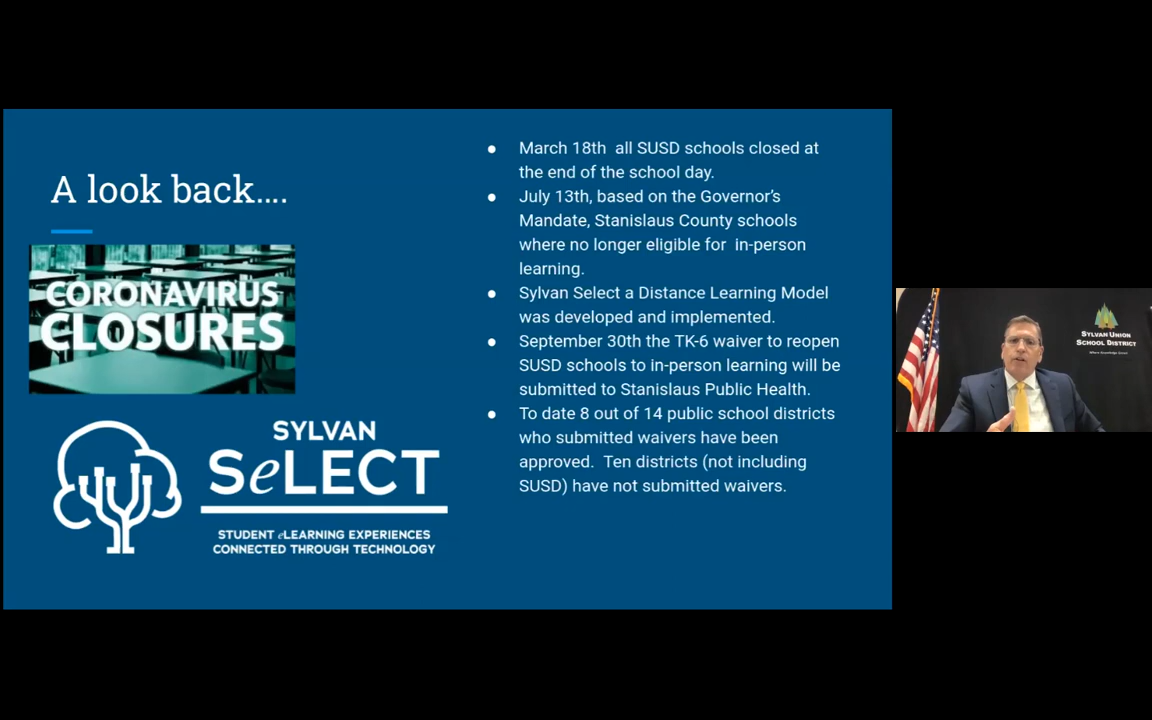 A look back....
CORONAVIRUS
CLOSURES
SYLVAN
SeLECT
STUDENT eLEARNING EXPERIENCES
CONNECTED THROUGH TECHNOLOGY
● March 18th all SUSD schools closed at
the end of the school day.
● July 13th, based on the Governor's
Mandate, Stanislaus County schools
where no longer eligible for in-person
learning.
● Sylvan Select a Distance Learning Model
was developed and implemented.
● September 30th the TK-6 waiver to reopen
SUSD schools to in-person learning will be
submitted to Stanislaus Public Health.
● To date 8 out of 14 public school districts
who submitted waivers have been
approved. Ten districts (not including
SUSD) have not submitted waivers.
SYLVAN UNION
SCHOOL DISTRICT